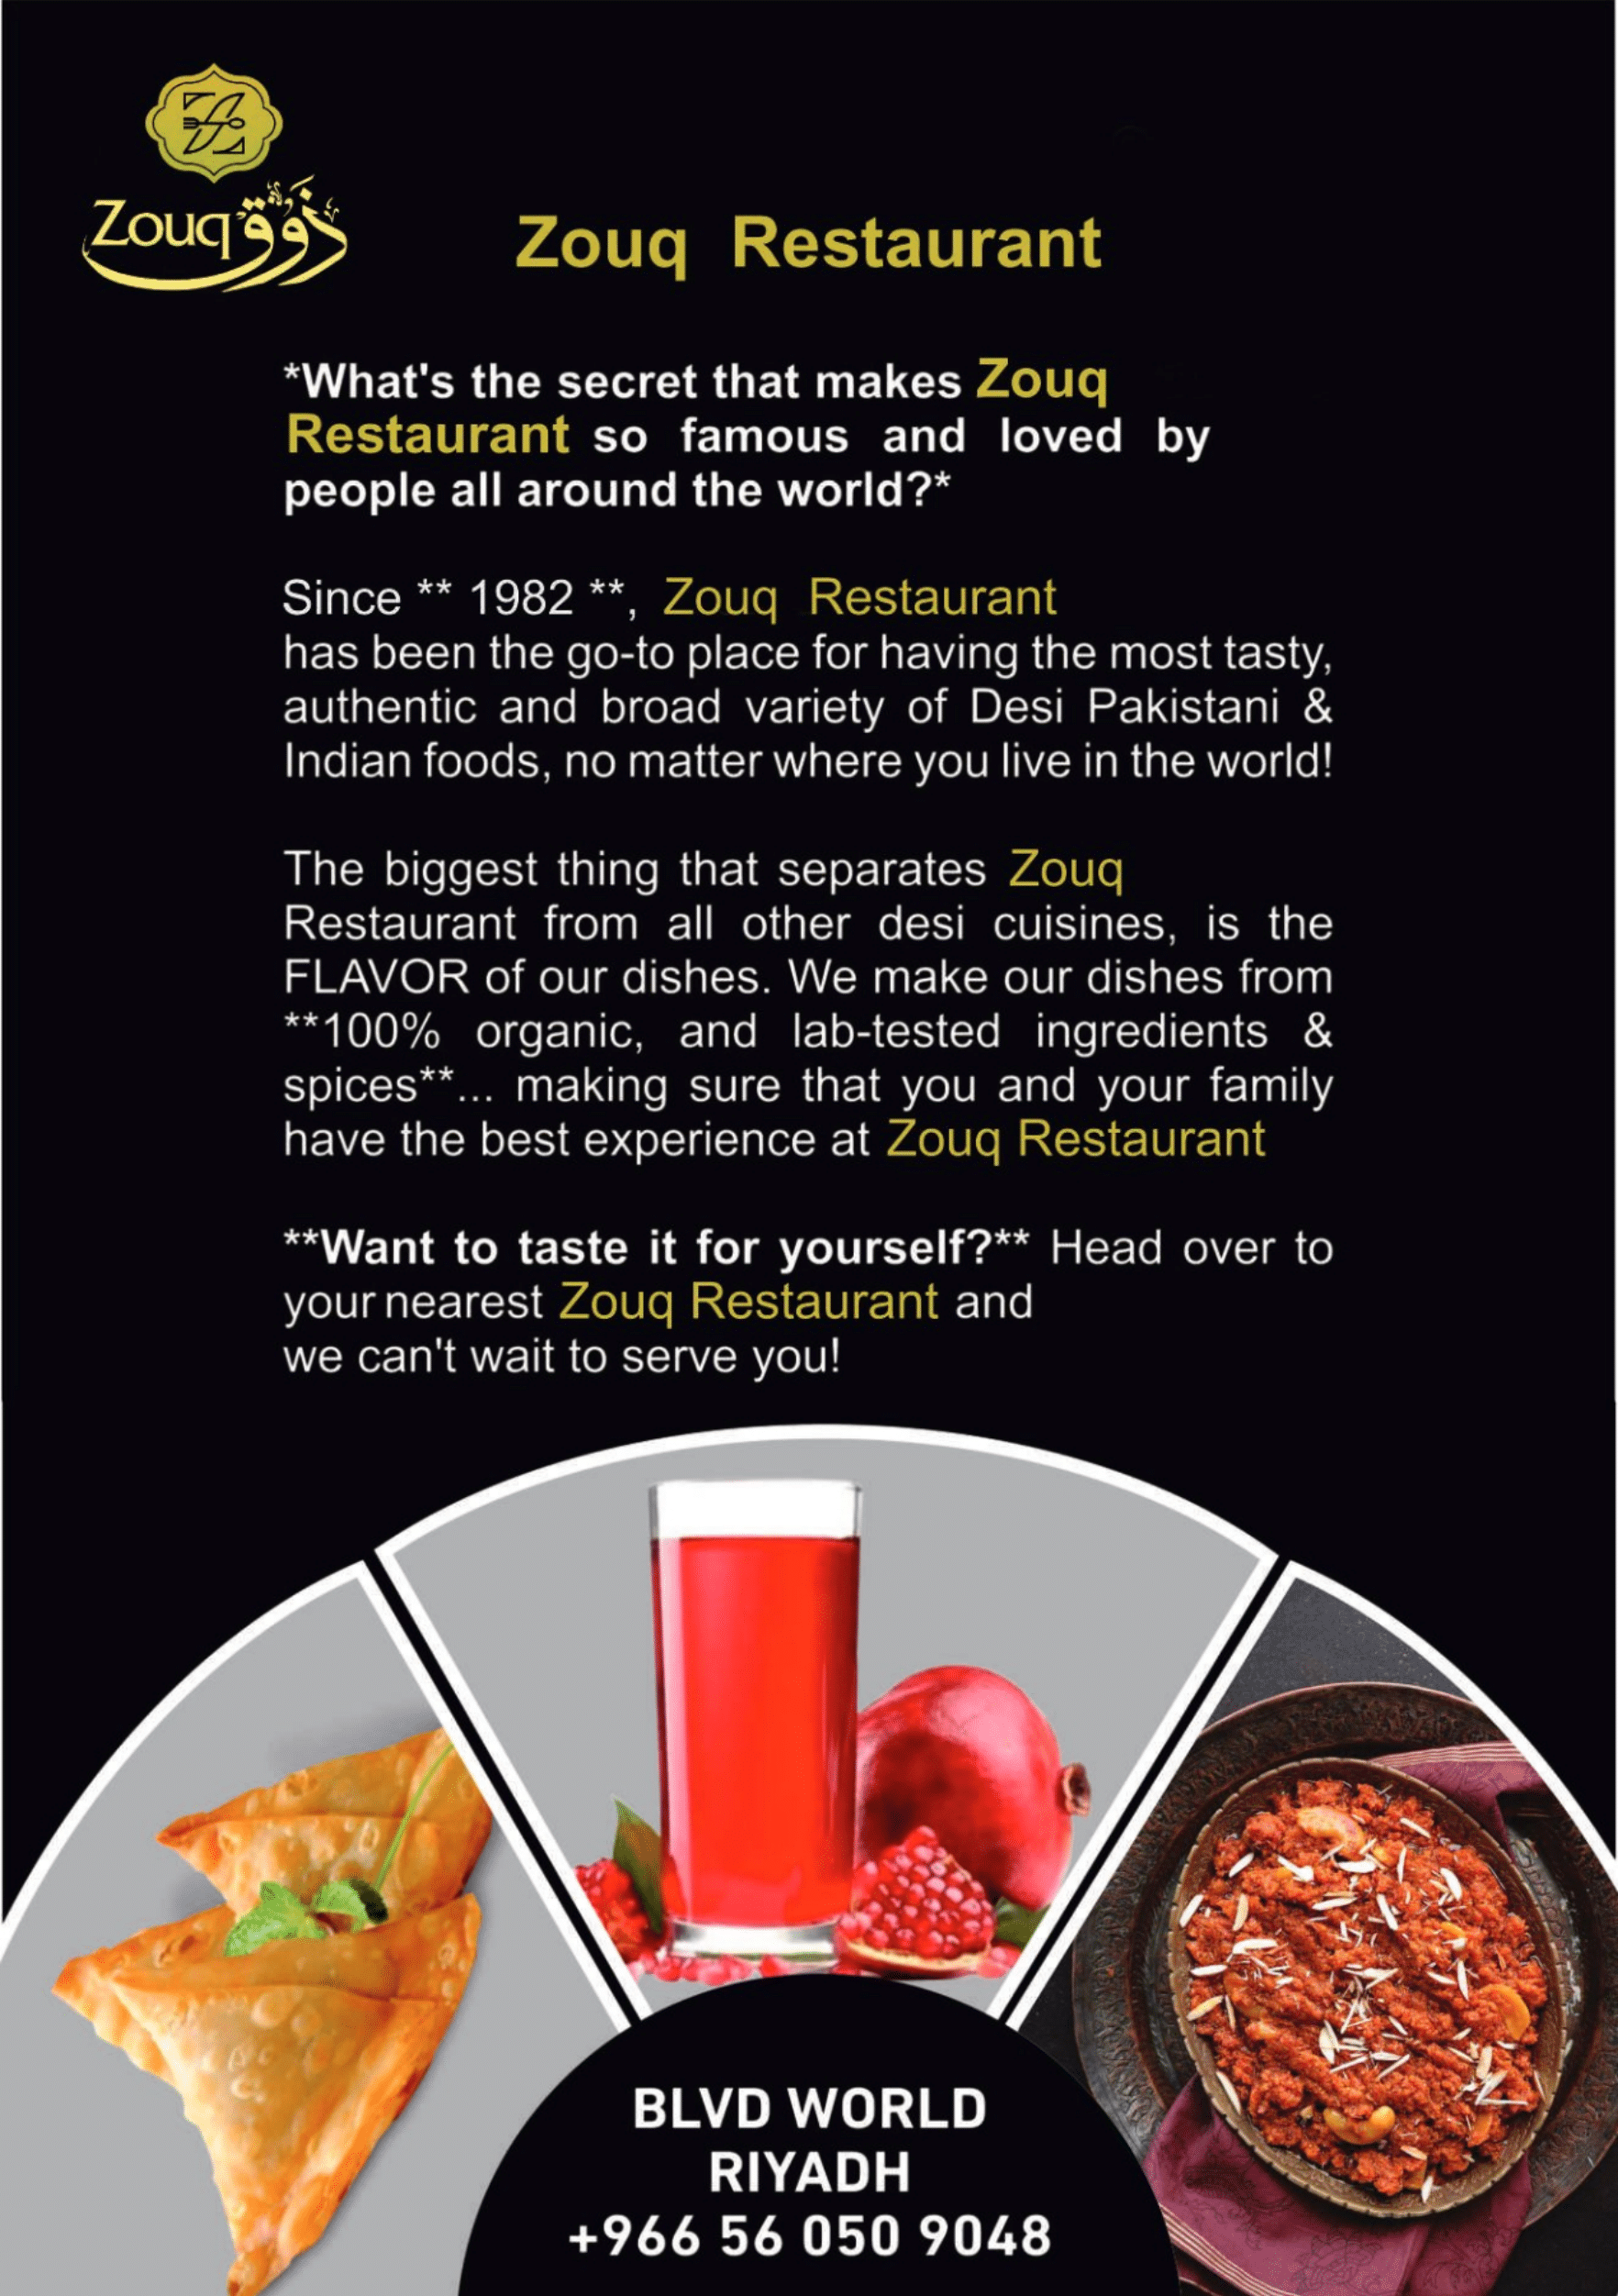 Zouq ذَوْق
Zouq Restaurant
*What's the secret that makes Zouq
Restaurant so famous and loved by
people all around the world?*
Since ** 1982 **, Zouq Restaurant
has been the go-to place for having the most tasty,
authentic and broad variety of Desi Pakistani &
Indian foods, no matter where you live in the world!
The biggest thing that separates Zouq
Restaurant from all other desi cuisines, is the
FLAVOR of our dishes. We make our dishes from
**100% organic, and lab-tested ingredients &
spices**... making sure that you and your family
have the best experience at Zouq Restaurant
**Want to taste it for yourself?** Head over to
your nearest Zouq Restaurant and
we can't wait to serve you!
BLVD WORLD
RIYADH
+966 56 050 9048